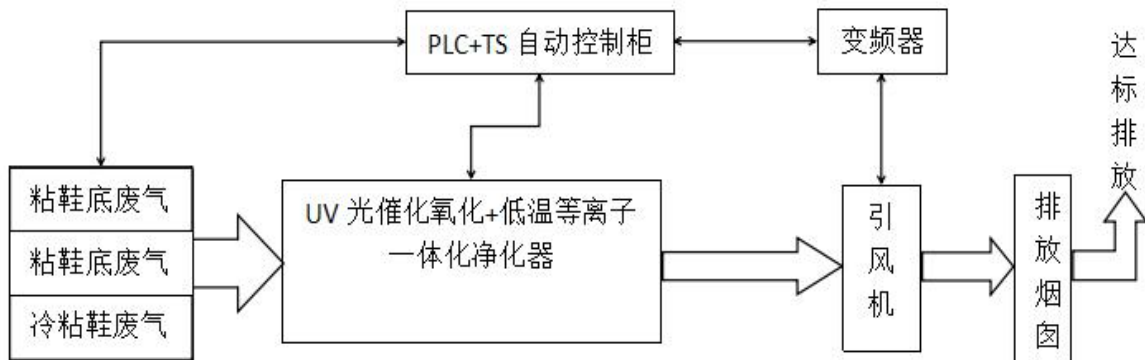 PLC+TS 自动控制柜
变频器
达标排放
粘鞋底废气
粘鞋底废气
冷粘鞋废气
UV 光催化氧化+低温等离子
一体化净化器
引风机
排放烟囱